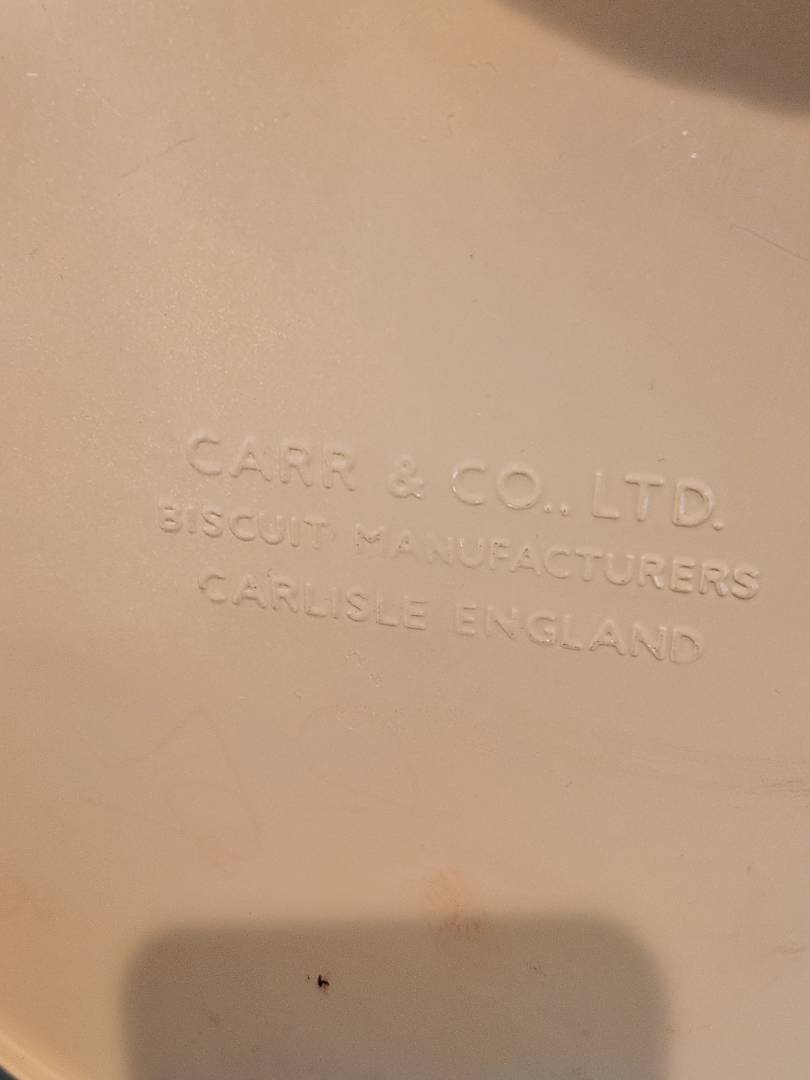 CARR & CO., LTD.
BISCUIT MANUFACTURERS
CARLISLE ENGLAND